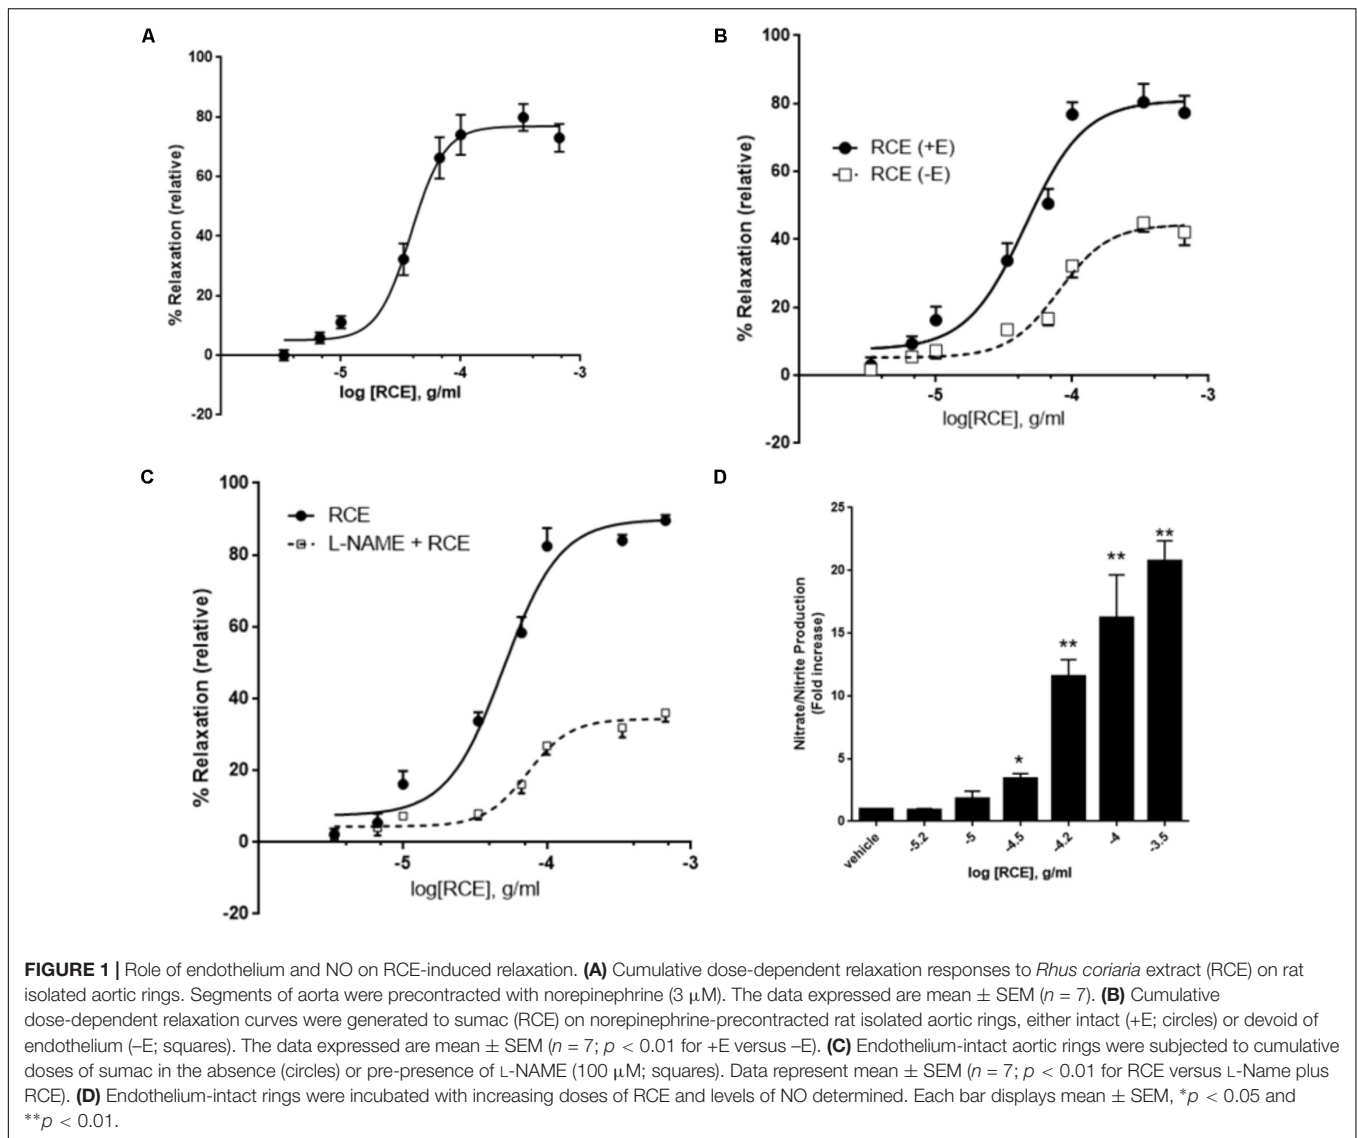 A
100
80
60
40
20
0
-20
% Relaxation (relative)
-5
-4
-3
log [RCE], g/ml
B
100
80
60
40
20
0
-20
% Relaxation (relative)
RCE (+E)
RCE (-E)
-5
-4
-3
log[RCE], g/ml
C
100
80
60
40
20
0
-20
% Relaxation (relative)
RCE
L-NAME + RCE
-5
-4
-3
log[RCE], g/ml
D
25
20
15
10
5
0
Nitrate/Nitrite Production
(Fold increase)
*
**
**
**
vehicle
-5.2
-5
-4.5
-4.2
-4
-3.5
log [RCE], g/ml
FIGURE 1 | Role of endothelium and NO on RCE-induced relaxation. (A) Cumulative dose-dependent relaxation responses to Rhus coriaria extract (RCE) on rat
isolated aortic rings. Segments of aorta were precontracted with norepinephrine (3 μM). The data expressed are mean ± SEM (n = 7). (B) Cumulative
dose-dependent relaxation curves were generated to sumac (RCE) on norepinephrine-precontracted rat isolated aortic rings, either intact (+E; circles) or devoid of
endothelium (–E; squares). The data expressed are mean ± SEM (n = 7; p < 0.01 for +E versus –E). (C) Endothelium-intact aortic rings were subjected to cumulative
doses of sumac in the absence (circles) or pre-presence of L-NAME (100 μM; squares). Data represent mean ± SEM (n = 7; p < 0.01 for RCE versus L-Name plus
RCE). (D) Endothelium-intact rings were incubated with increasing doses of RCE and levels of NO determined. Each bar displays mean ± SEM, *p < 0.05 and
**p < 0.01.